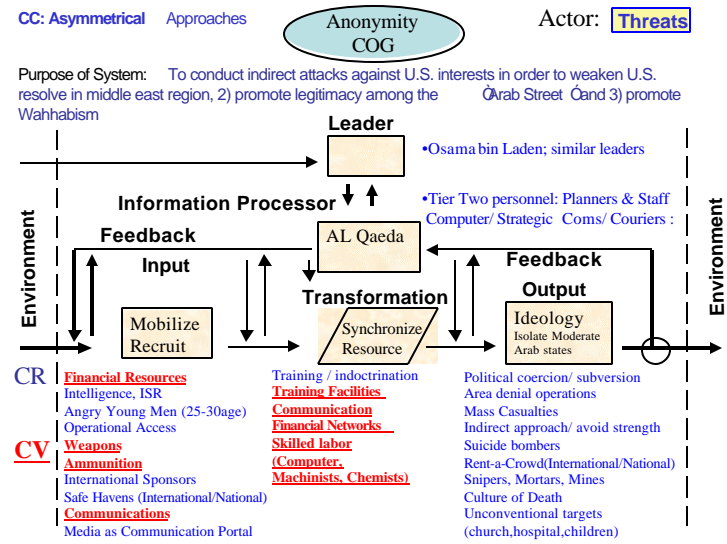 CC: Asymmetrical Approaches
Anonymity
COG
Actor: Threats
Purpose of System: To conduct indirect attacks against U.S. interests in order to weaken U.S.
resolve in middle east region, 2) promote legitimacy among the ÒArab Street Óand 3) promote
Wahhabism
Leader
•Osama bin Laden; similar leaders
Information Processor
•Tier Two personnel: Planners & Staff
Computer/ Strategic Coms/ Couriers :
Environment
Feedback
AL Qaeda
Feedback
Environment
Input
Transformation
Output
Mobilize
Recruit
Synchronize
Resource
Ideology
Isolate Moderate
Arab states
CR
Financial Resources
Intelligence, ISR
Angry Young Men (25-30age)
Operational Access
CV
Weapons
Ammunition
International Sponsors
Safe Havens (International/National)
Communications
Media as Communication Portal
Training / indoctrination
Training Facilities
Communication
Financial Networks
Skilled labor
(Computer,
Machinists, Chemists)
Political coercion/ subversion
Area denial operations
Mass Casualties
Indirect approach/ avoid strength
Suicide bombers
Rent-a-Crowd(International/National)
Snipers, Mortars, Mines
Culture of Death
Unconventional targets
(church,hospital,children)